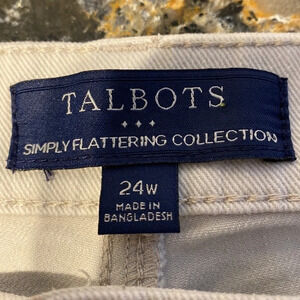 TALBOTS
SIMPLY FLATTERING COLLECTION
24W
MADE IN
BANGLADESH